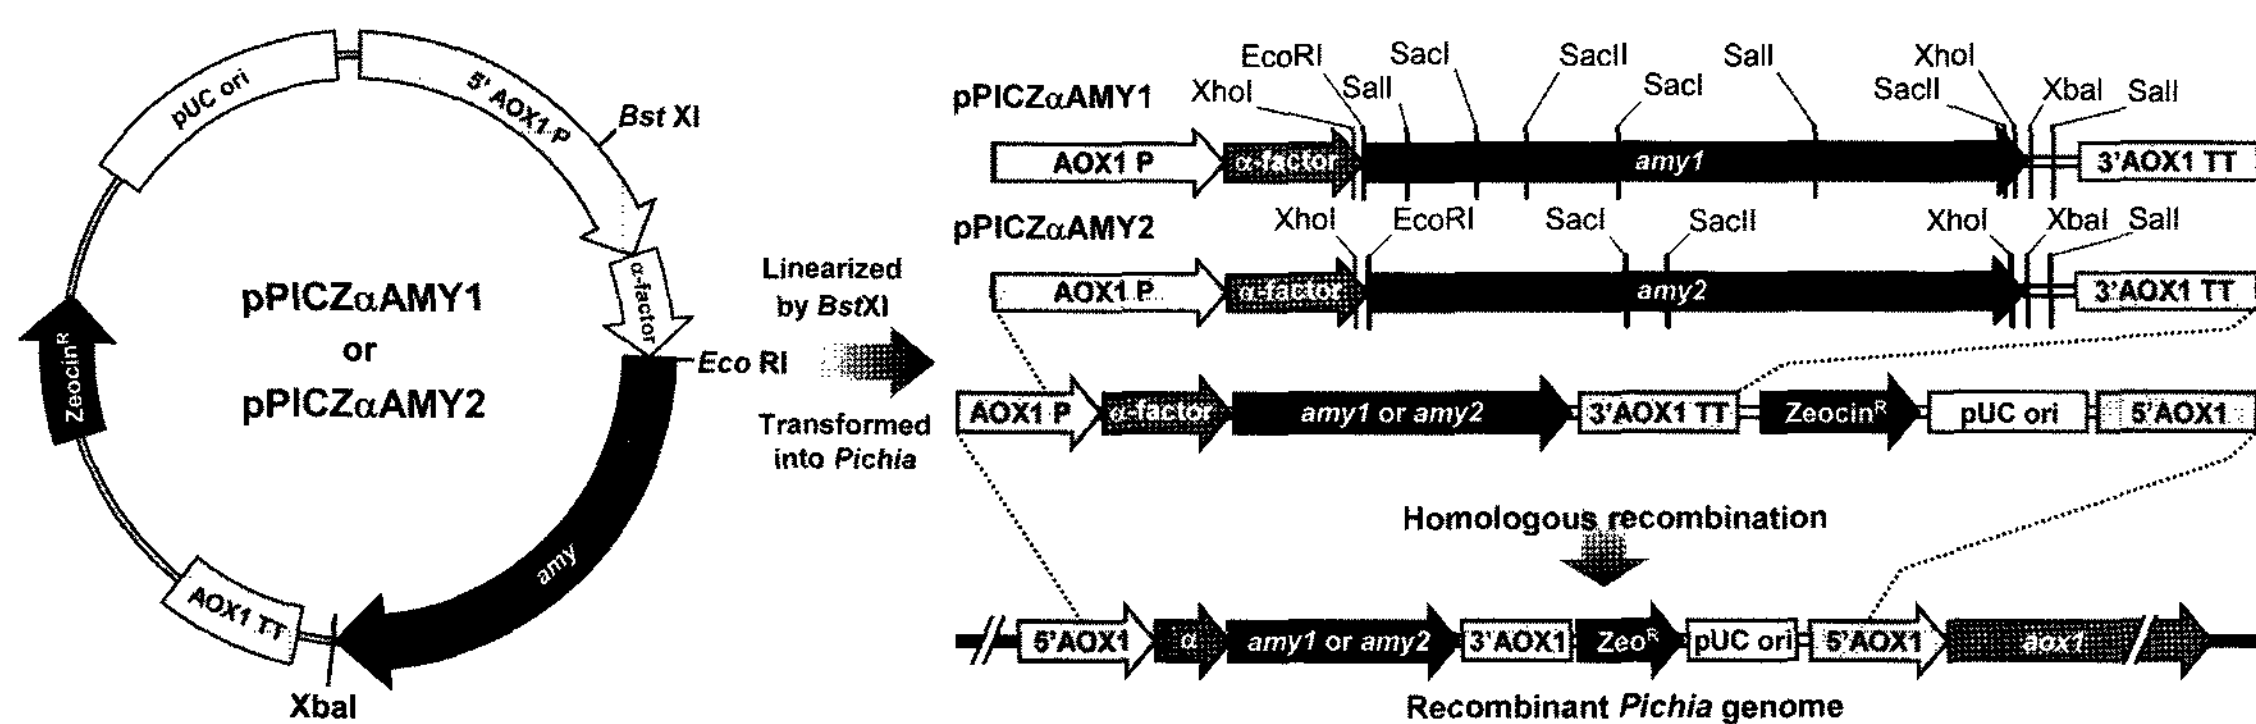 pUC ori
5' AOX1 P
Bst XI
α-factor
Eco RI
amy
XbaI
AOX1 TT
Zeocinᴿ
pPICZαAMY1
or
pPICZαAMY2
Linearized
by BstXI
Transformed
into Pichia
pPICZαAMY1
XhoI EcoRI SalI SacI SacII SacI SalI SacII XhoI XbaI SalI
AOX1 P α-factor amy1 3'AOX1 TT
pPICZαAMY2
XhoI EcoRI SacI SacII XhoI XbaI SalI
AOX1 P α-factor amy2 3'AOX1 TT
AOX1 P α-factor amy1 or amy2 3'AOX1 TT Zeocinᴿ pUC ori 5'AOX1
Homologous recombination
5'AOX1 α amy1 or amy2 3'AOX1 Zeoᴿ pUC ori 5'AOX1 aox1
Recombinant Pichia genome